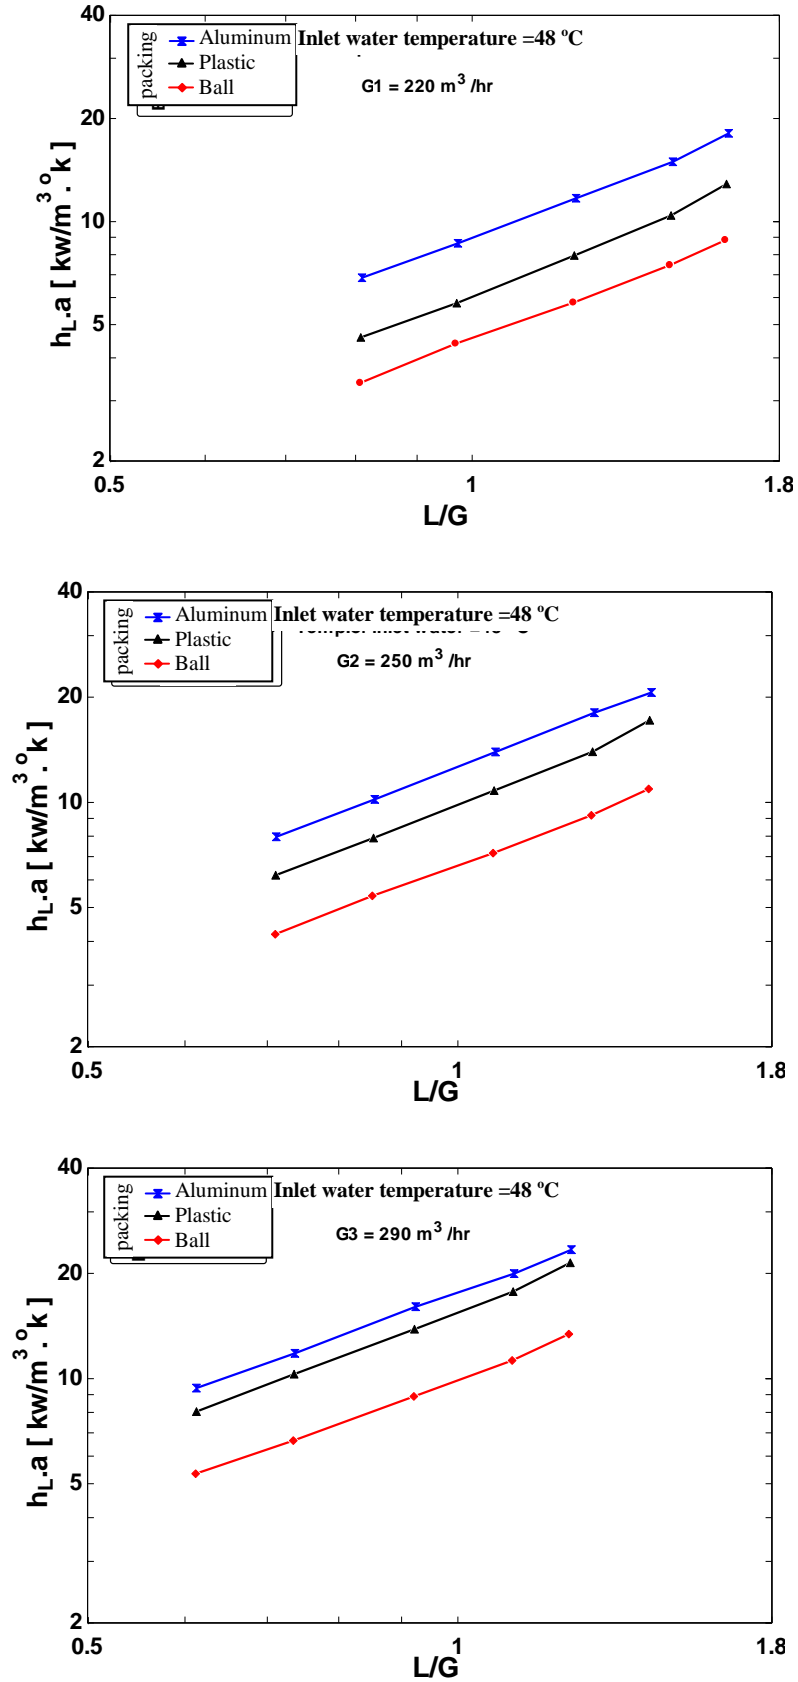 40
packing
Aluminum
Plastic
Ball
Inlet water temperature =48 ºC
G1 = 220 m³ /hr
20
10
5
2
h_L.a [ kw/m³ ᵒk ]
0.5 1 1.8
L/G
40
packing
Aluminum
Plastic
Ball
Inlet water temperature =48 ºC
G2 = 250 m³ /hr
20
10
5
2
h_L.a [ kw/m³ . ᵒk ]
0.5 1 1.8
L/G
40
packing
Aluminum
Plastic
Ball
Inlet water temperature =48 ºC
G3 = 290 m³ /hr
20
10
5
2
h_L.a [ kw/m³ . ᵒk ]
0.5 1 1.8
L/G